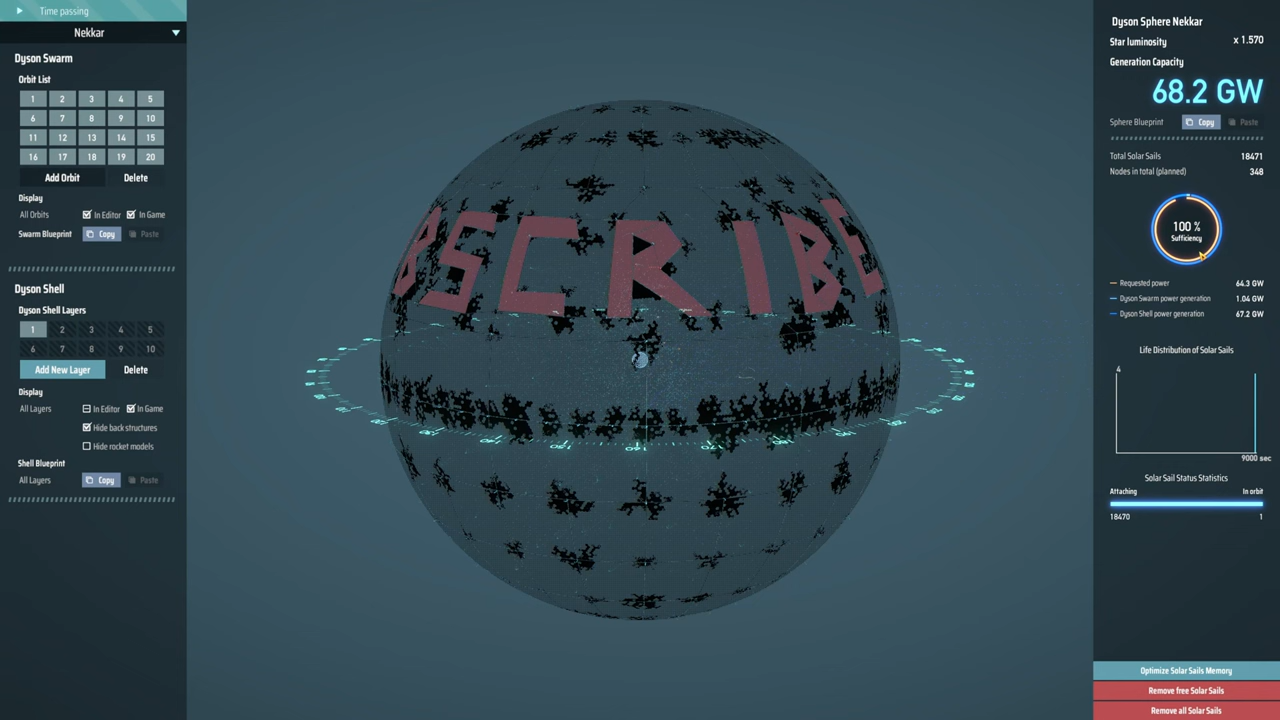 Time passing
Nekkar
Dyson Swarm
Orbit List
1 2 3 4 5
6 7 8 9 10
11 12 13 14 15
16 17 18 19 20
Add Orbit Delete
Display
All Orbits In Editor In Game
Swarm Blueprint Copy Paste
Dyson Shell
Dyson Shell Layers
1 2 3 4 5
6 7 8 9 10
Add New Layer Delete
Display
All Layers In Editor In Game
Hide back structures
Hide rocket models
Shell Blueprint
All Layers Copy Paste
BSCRIBE
150 160 170
Dyson Sphere Nekkar
Star luminosity x 1.570
Generation Capacity
68.2 GW
Sphere Blueprint Copy Paste
Total Solar Sails 18471
Nodes in total (planned) 348
100 %
Sufficiency
Requested power 64.3 GW
Dyson Swarm power generation 1.04 GW
Dyson Shell power generation 67.2 GW
Life Distribution of Solar Sails
4
9000 sec
Solar Sail Status Statistics
Attaching In orbit
18470 1
Optimize Solar Sails Memory
Remove free Solar Sails
Remove all Solar Sails